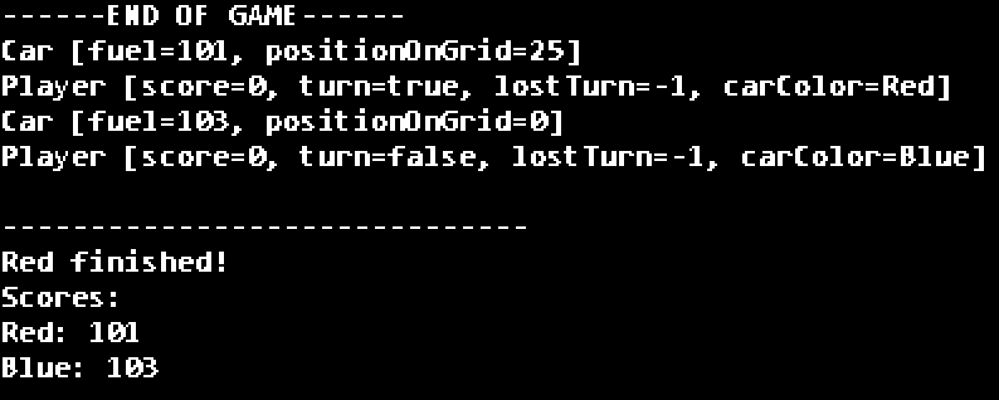 ------END OF GAME------
Car [fuel=101, positionOnGrid=25]
Player [score=0, turn=true, lostTurn=-1, carColor=Red]
Car [fuel=103, positionOnGrid=0]
Player [score=0, turn=false, lostTurn=-1, carColor=Blue]
------------------------------
Red finished!
Scores:
Red: 101
Blue: 103